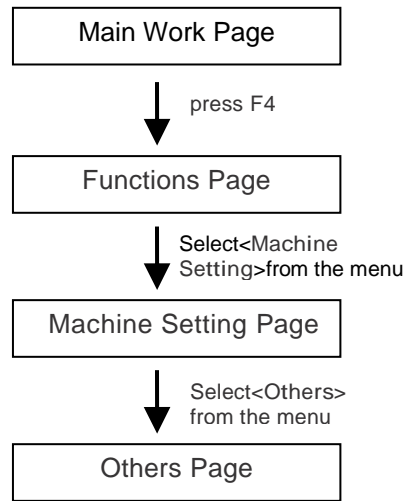 Main Work Page
press F4
Functions Page
Select<Machine
Setting>from the menu
Machine Setting Page
Select<Others>
from the menu
Others Page